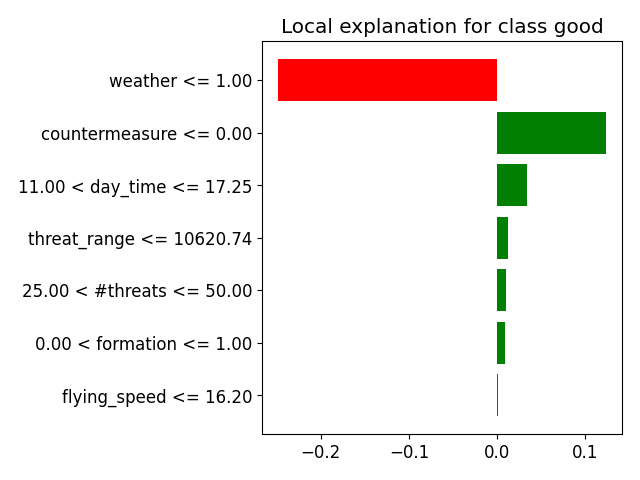 Local explanation for class good
weather <= 1.00
countermeasure <= 0.00
11.00 < day_time <= 17.25
threat_range <= 10620.74
25.00 < #threats <= 50.00
0.00 < formation <= 1.00
flying_speed <= 16.20
−0.2 −0.1 0.0 0.1